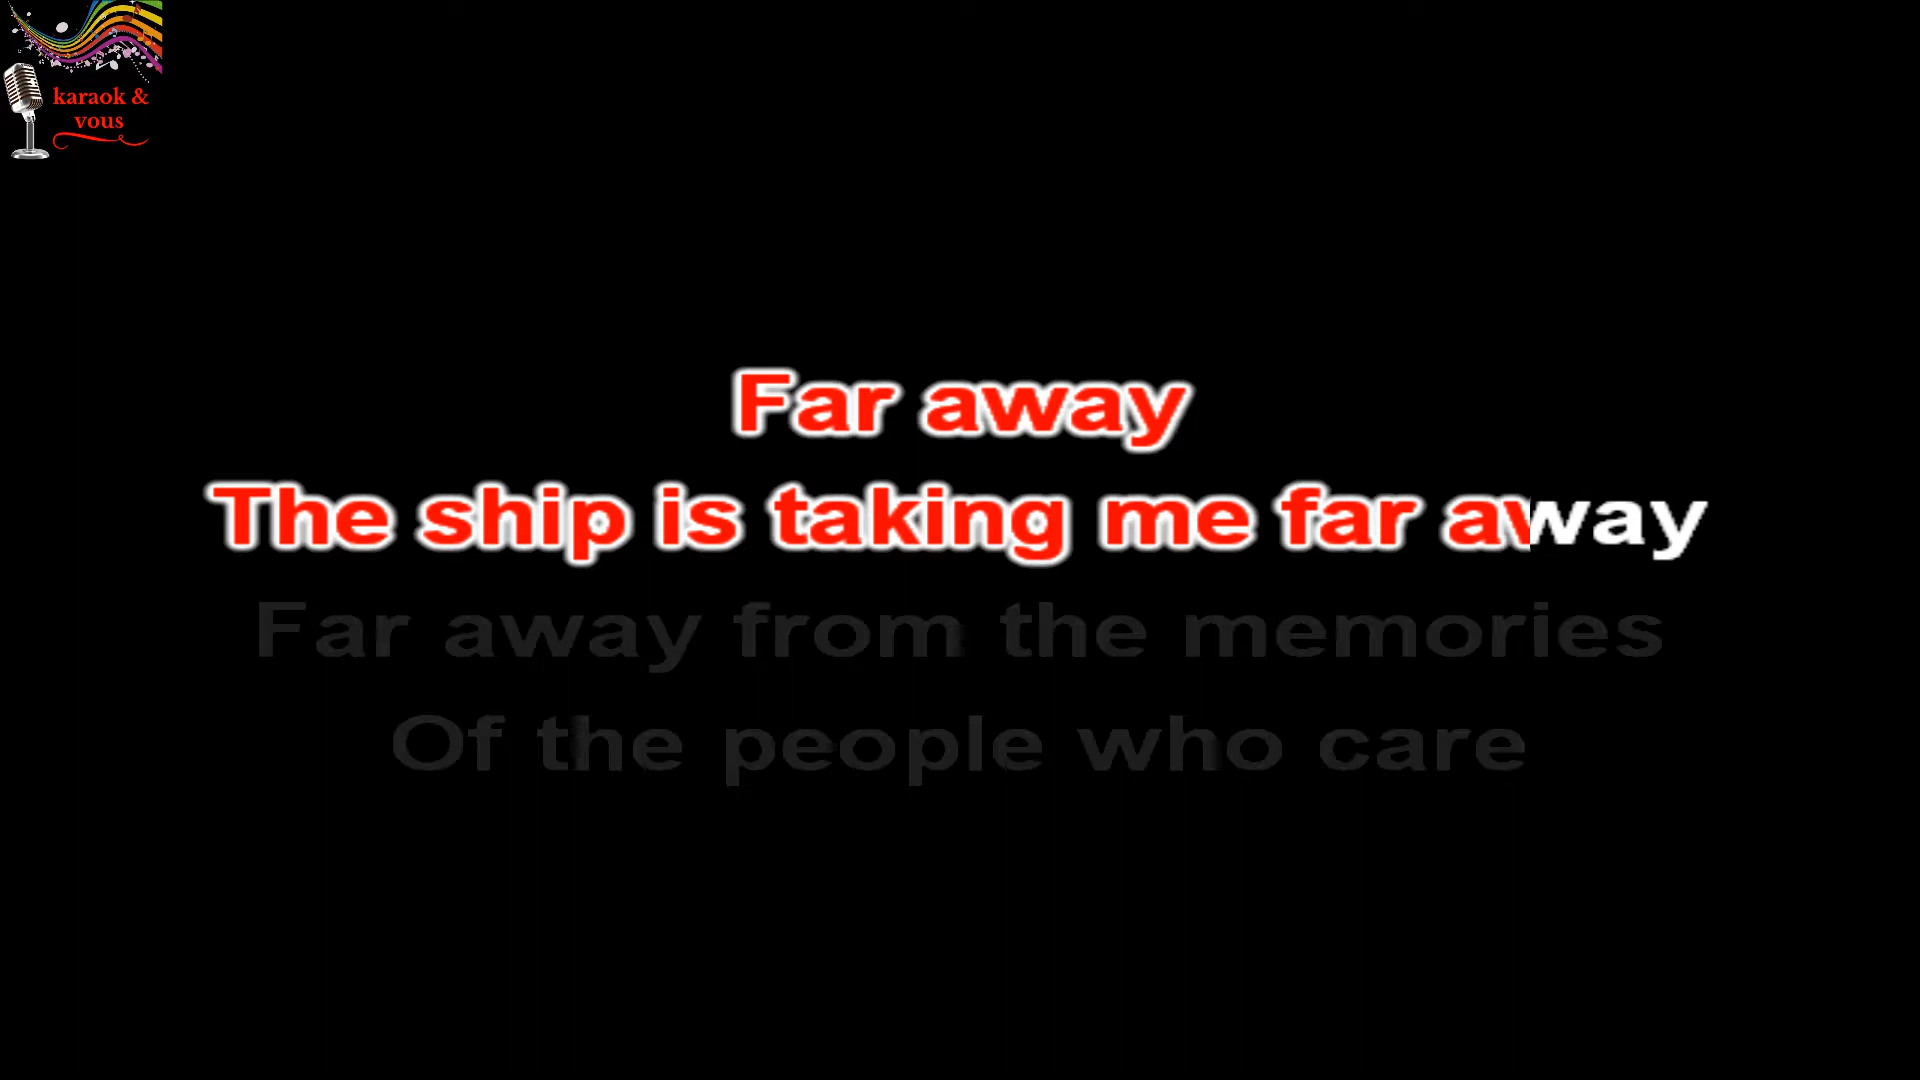 karaok &
vous
Far away
The ship is taking me far away
Far away from the memories
Of the people who care